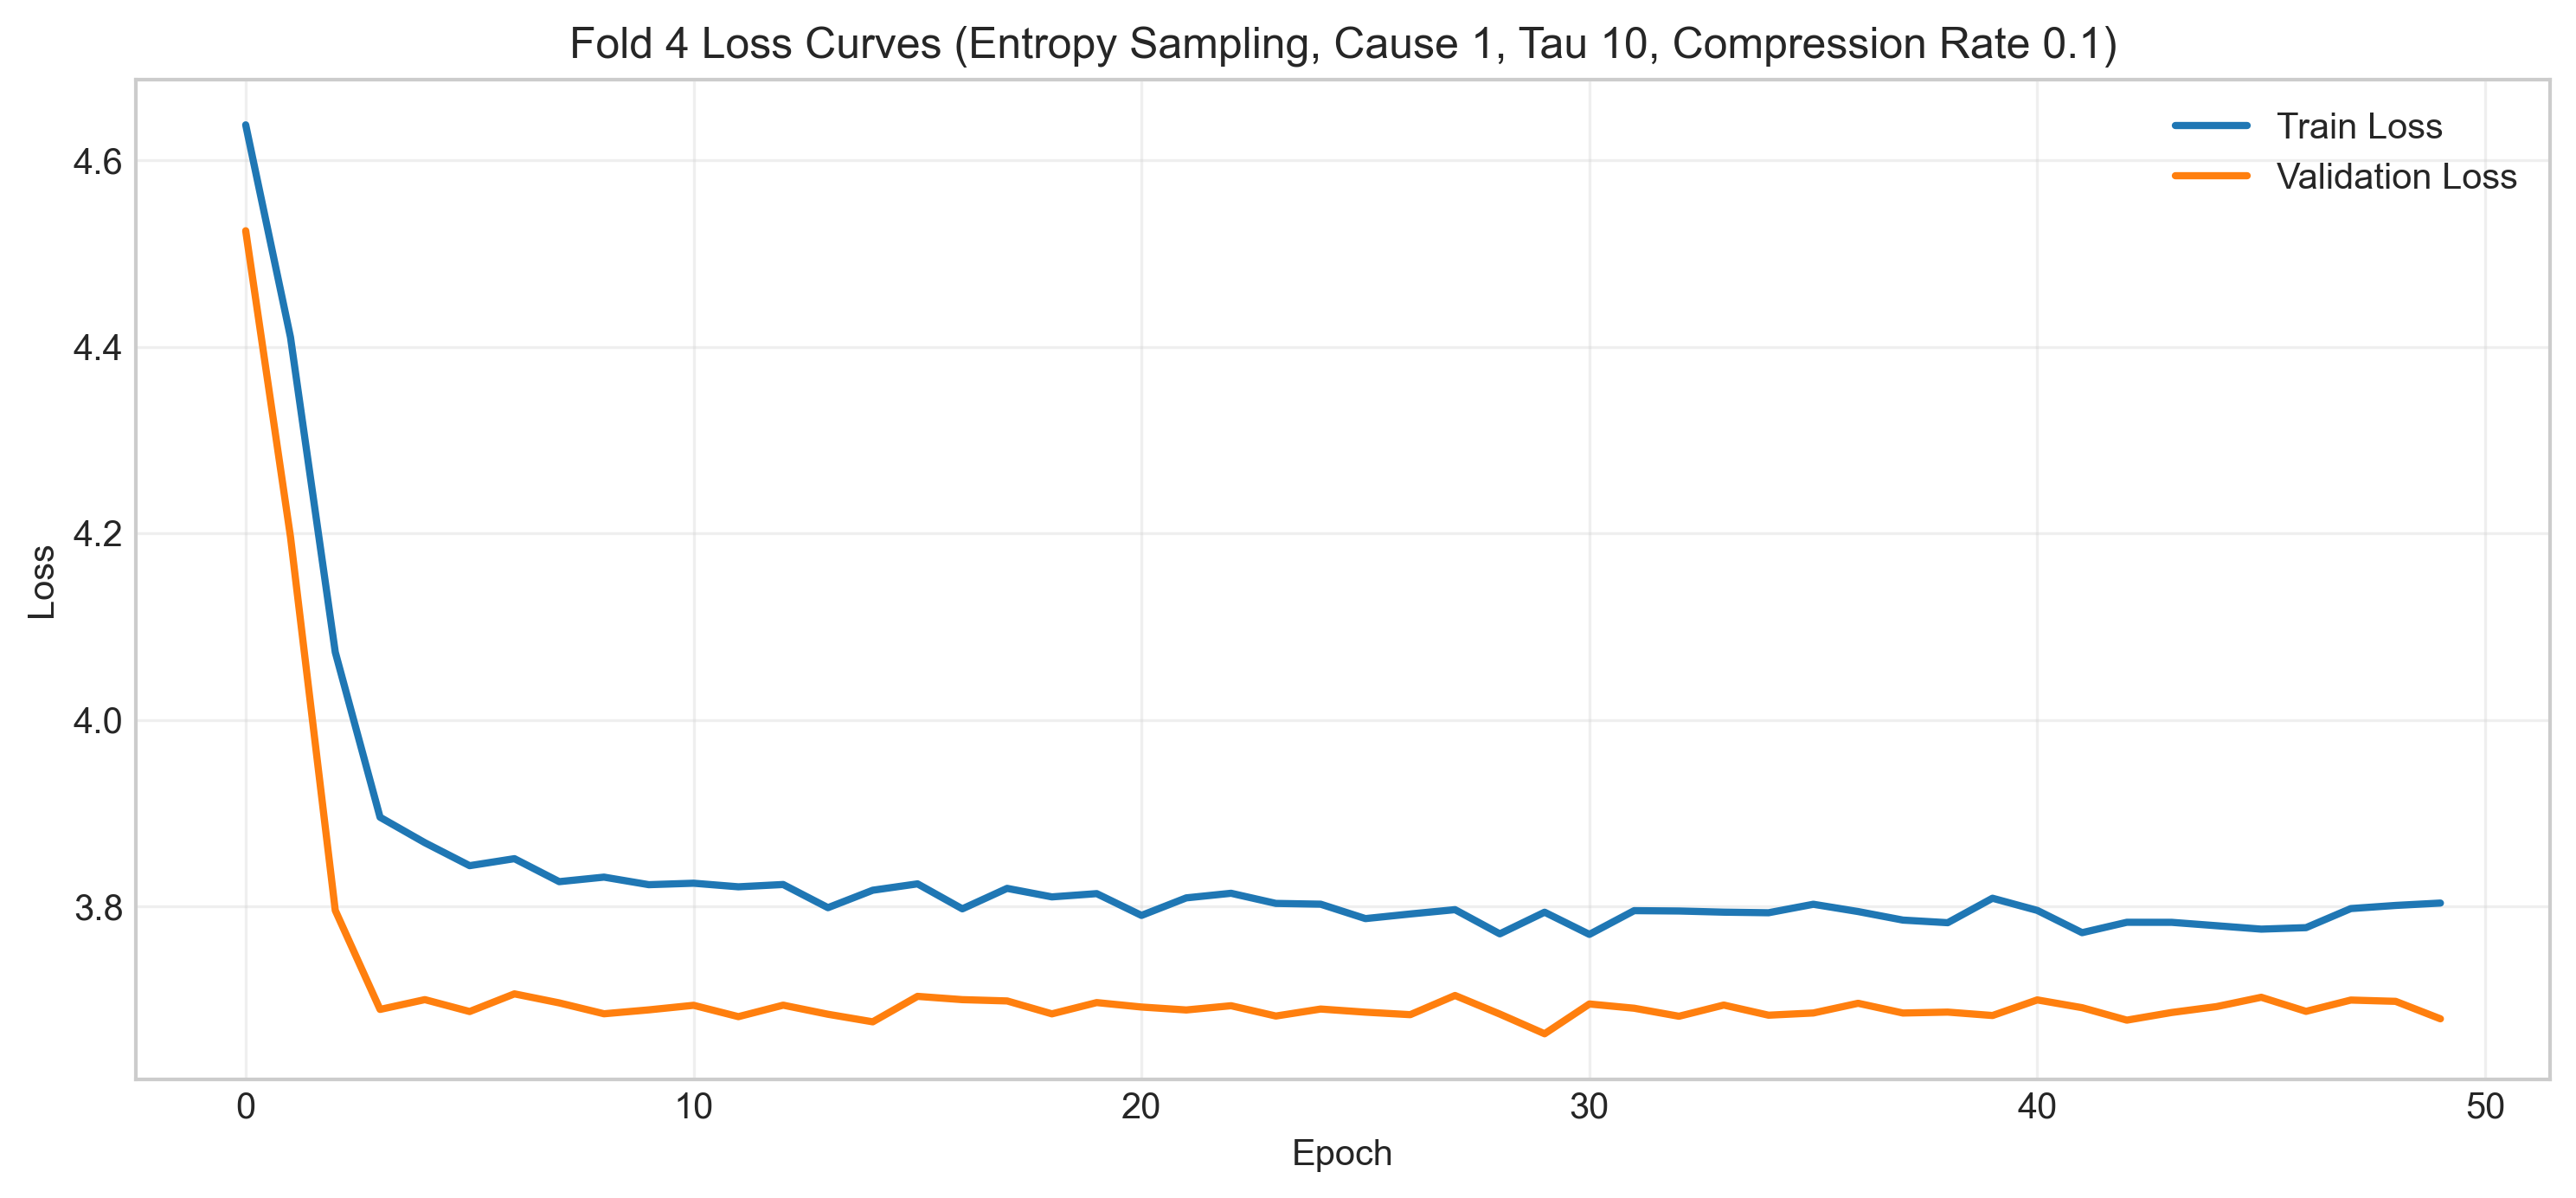 Fold 4 Loss Curves (Entropy Sampling, Cause 1, Tau 10, Compression Rate 0.1)
Train Loss
Validation Loss
4.6
4.4
4.2
4.0
3.8
Loss
0 10 20 30 40 50
Epoch